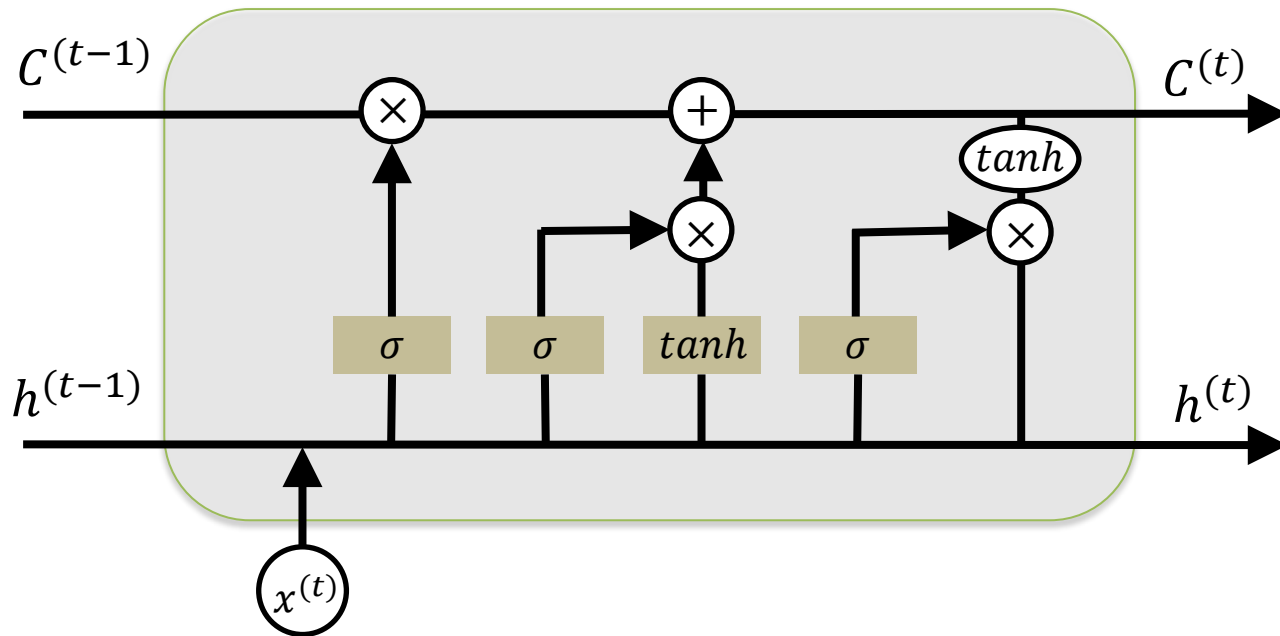 C^{(t-1)}
C^{(t)}
×
+
tanh
×
×
σ
σ
tanh
σ
h^{(t-1)}
h^{(t)}
x^{(t)}